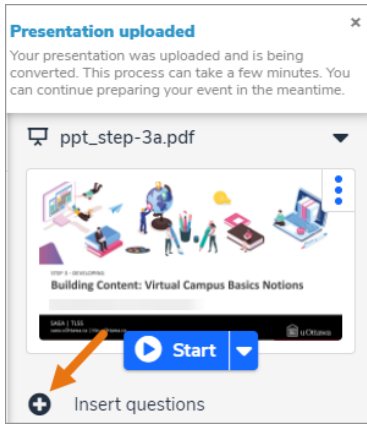 Presentation uploaded
Your presentation was uploaded and is being
converted. This process can take a few minutes. You
can continue preparing your event in the meantime.
ppt_step-3a.pdf
STEP 3 - DEVELOPING
Building Content: Virtual Campus Basics Notions
SAEA | TLSS
uOttawa
Start
Insert questions